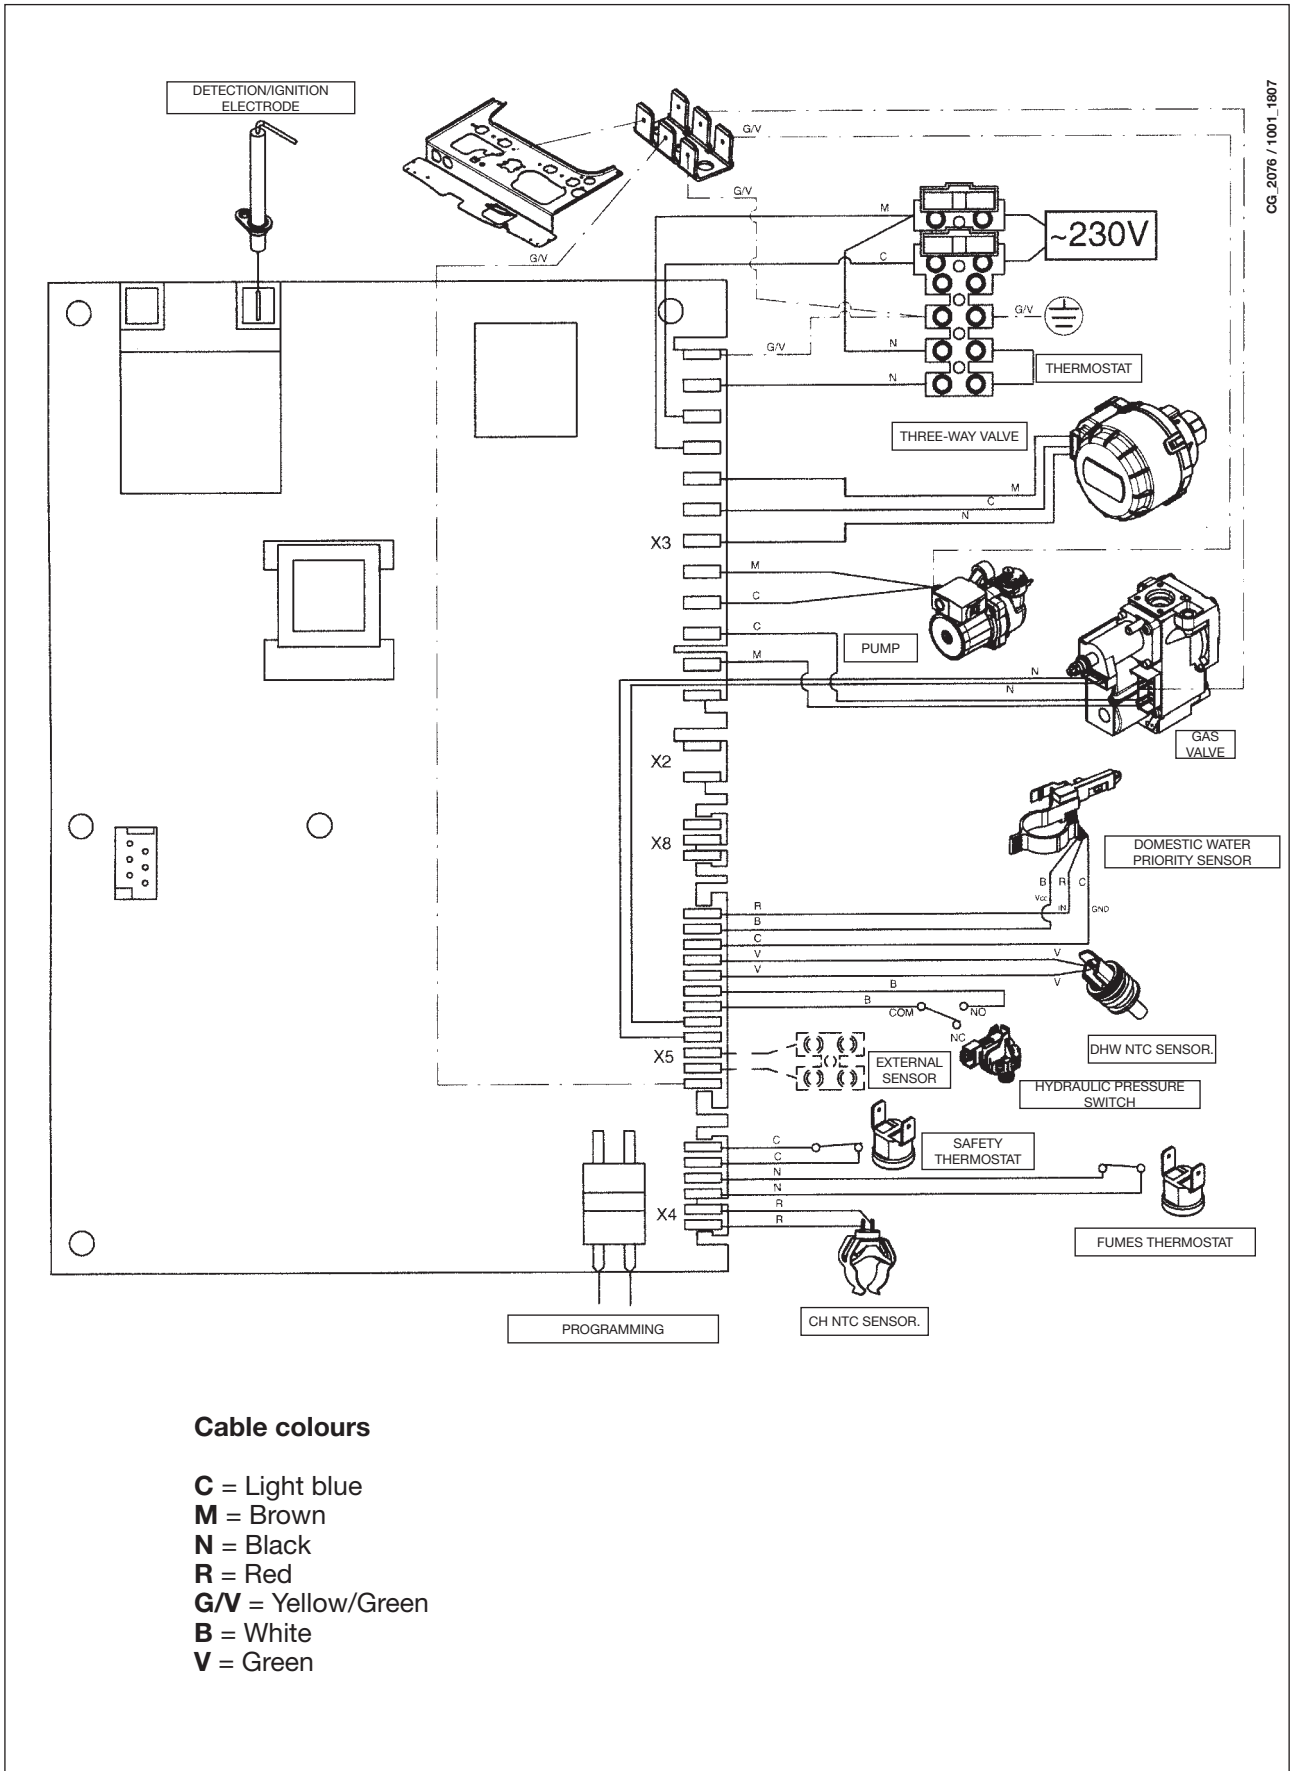 CG_2076 / 1001_1807
DETECTION/IGNITION
ELECTRODE
G/V
G/V
M
~230V
C
G/V
G/V
G/V
N
THERMOSTAT
N
THREE-WAY VALVE
M
C
N
X3
M
C
C
PUMP
M
N
N
GAS
VALVE
X2
X8
DOMESTIC WATER
PRIORITY SENSOR
B R C
Vcc IN GND
R
B
C
V V
V V
B
B
COM NO
NC
DHW NTC SENSOR.
X5
EXTERNAL
SENSOR
HYDRAULIC PRESSURE
SWITCH
C
C
SAFETY
THERMOSTAT
N
N
X4
R
R
FUMES THERMOSTAT
CH NTC SENSOR.
PROGRAMMING
Cable colours
C = Light blue
M = Brown
N = Black
R = Red
G/V = Yellow/Green
B = White
V = Green